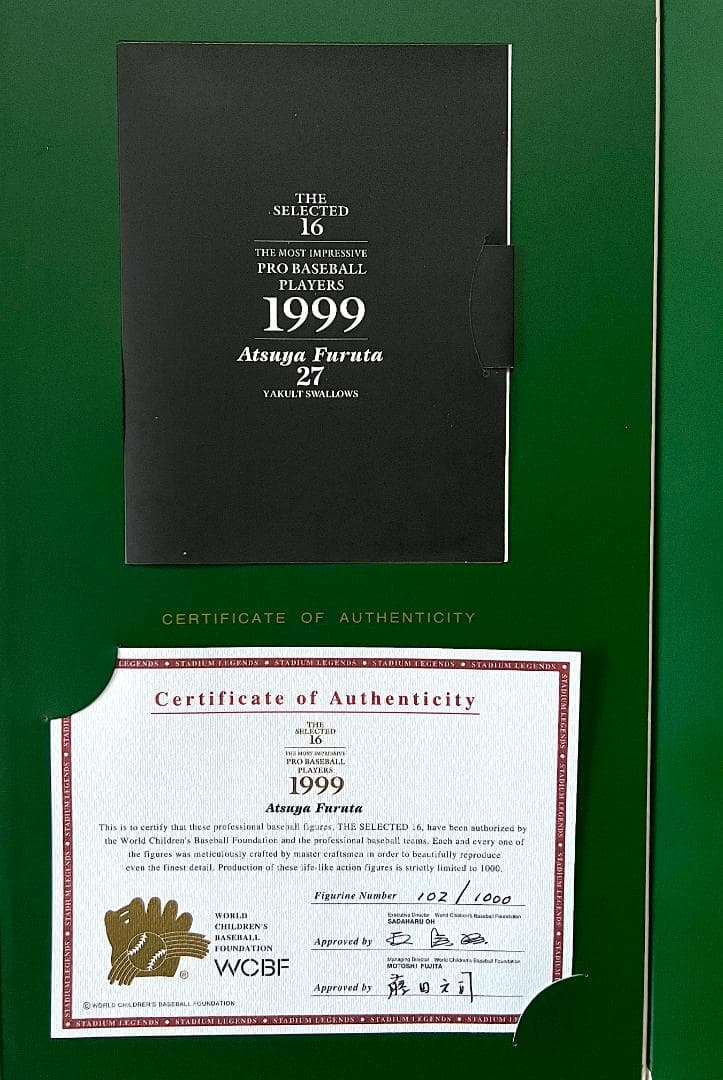 THE
SELECTED
16
THE MOST IMPRESSIVE
PRO BASEBALL
PLAYERS
1999
Atsuya Furuta
27
YAKULT SWALLOWS
CERTIFICATE OF AUTHENTICITY
LEGENDS • STADIUM LEGENDS • STADIUM LEGENDS • STADIUM LEGENDS • STADIUM LEGENDS
Certificate of Authenticity
THE
SELECTED
16
THE MOST IMPRESSIVE
PRO BASEBALL
PLAYERS
1999
Atsuya Furuta
This is to certify that these professional baseball figures, THE SELECTED 16, have been authorized by
the World Children's Baseball Foundation and the professional baseball teams. Each and every one of
the figures was meticulously crafted by master craftsmen in order to beautifully reproduce
even the finest detail. Production of these life-like action figures is strictly limited to 1000.
Figurine Number 102/1000
WORLD
CHILDREN'S
BASEBALL
FOUNDATION
WCBF
®
Executive Director World Children's Baseball Foundation
SADAHARU OH
Approved by
Managing Director World Children's Baseball Foundation
MOTOSHI FUJITA
Approved by 藤田元司
© WORLD CHILDREN'S BASEBALL FOUNDATION
• STADIUM LEGENDS • STADIUM LEGENDS • STADIUM LEGENDS • STADIUM LEGENDS • STADIUM